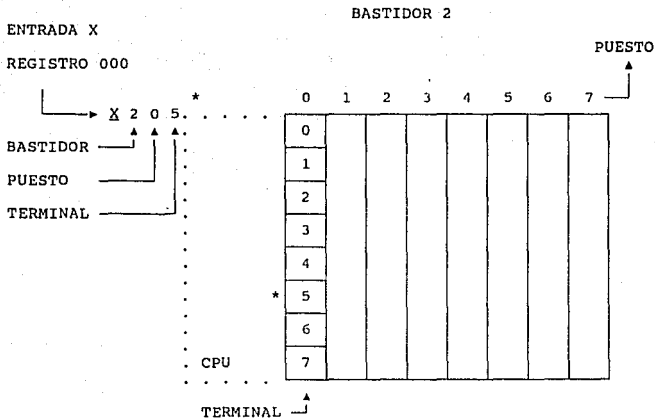 BASTIDOR 2
ENTRADA X
PUESTO
REGISTRO 000
* 0 1 2 3 4 5 6 7
X 2 0 5
0
BASTIDOR
1
PUESTO
2
TERMINAL
3
4
* 5
6
CPU 7
TERMINAL